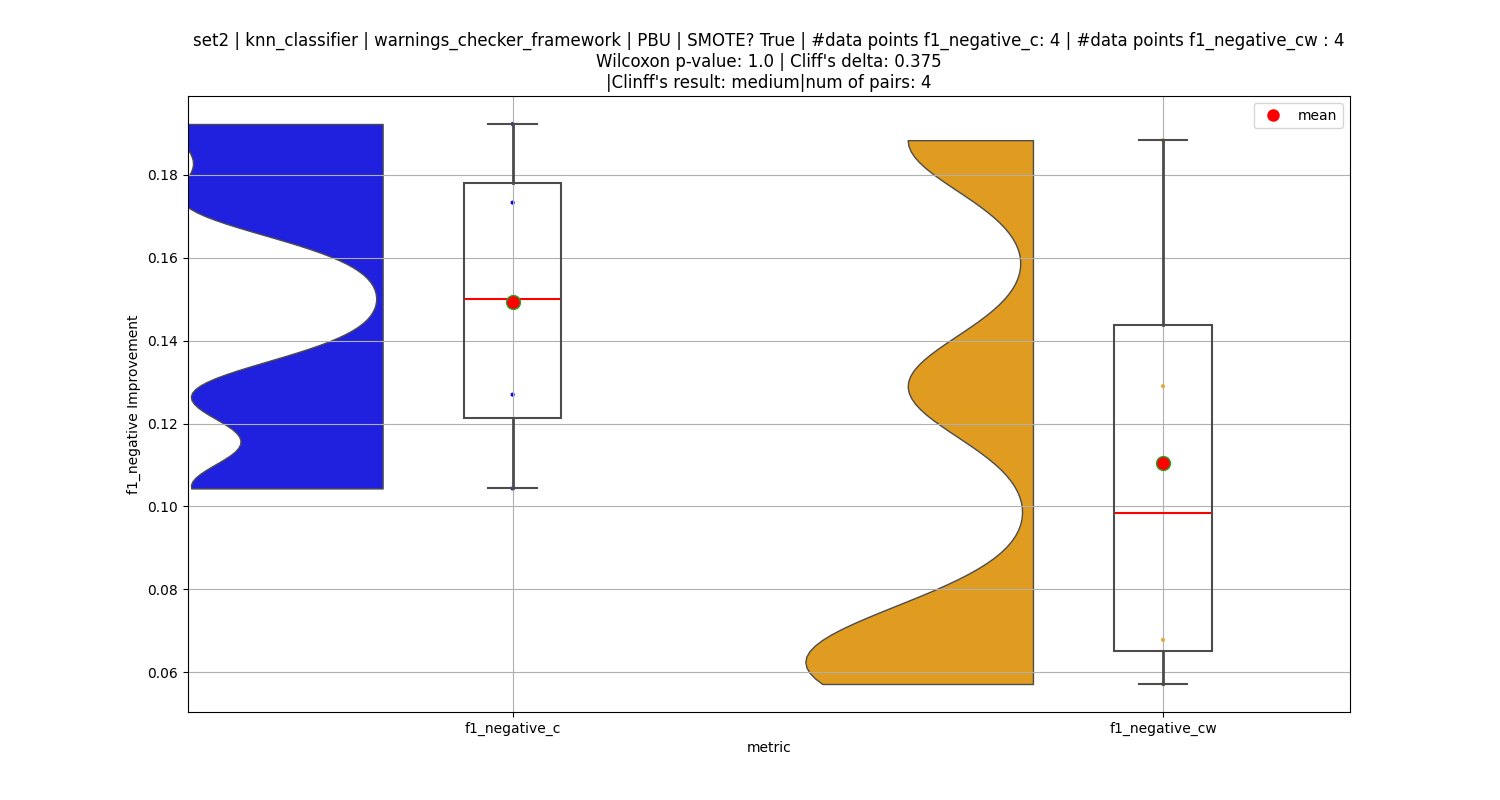 set2 | knn_classifier | warnings_checker_framework | PBU | SMOTE? True | #data points f1_negative_c: 4 | #data points f1_negative_cw : 4
Wilcoxon p-value: 1.0 | Cliff's delta: 0.375
|Clinff's result: medium|num of pairs: 4
mean
0.18
0.16
0.14
0.12
0.10
0.08
0.06
f1_negative Improvement
f1_negative_c
f1_negative_cw
metric